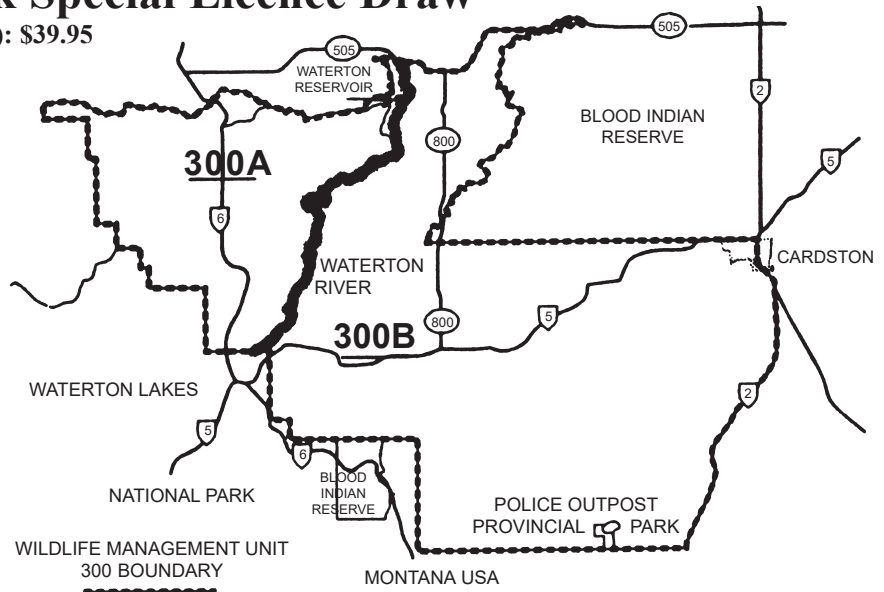 Special Licence Draw
): $39.95
505
505
WATERTON
RESERVOIR
2
BLOOD INDIAN
RESERVE
800
5
300A
6
WATERTON
RIVER
CARDSTON
800
5
300B
WATERTON LAKES
2
5
6
NATIONAL PARK
BLOOD
INDIAN
RESERVE
POLICE OUTPOST
PROVINCIAL PARK
WILDLIFE MANAGEMENT UNIT
300 BOUNDARY
MONTANA USA